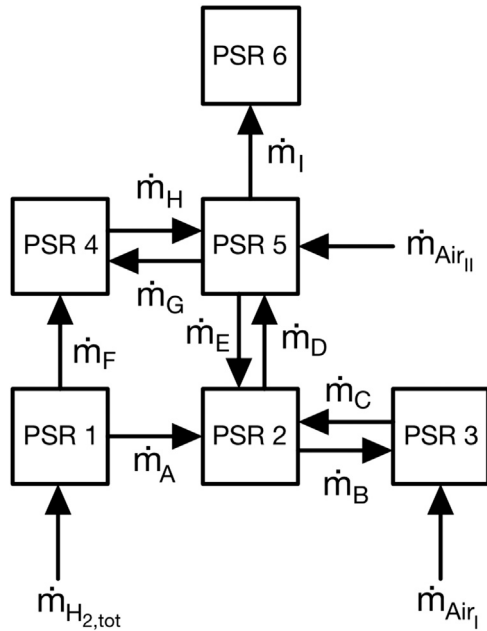 PSR 6
ṁI
ṁH
PSR 4
PSR 5
ṁAirII
ṁG
ṁE
ṁD
ṁF
ṁC
PSR 1
PSR 2
PSR 3
ṁA
ṁB
ṁH2,tot
ṁAirI